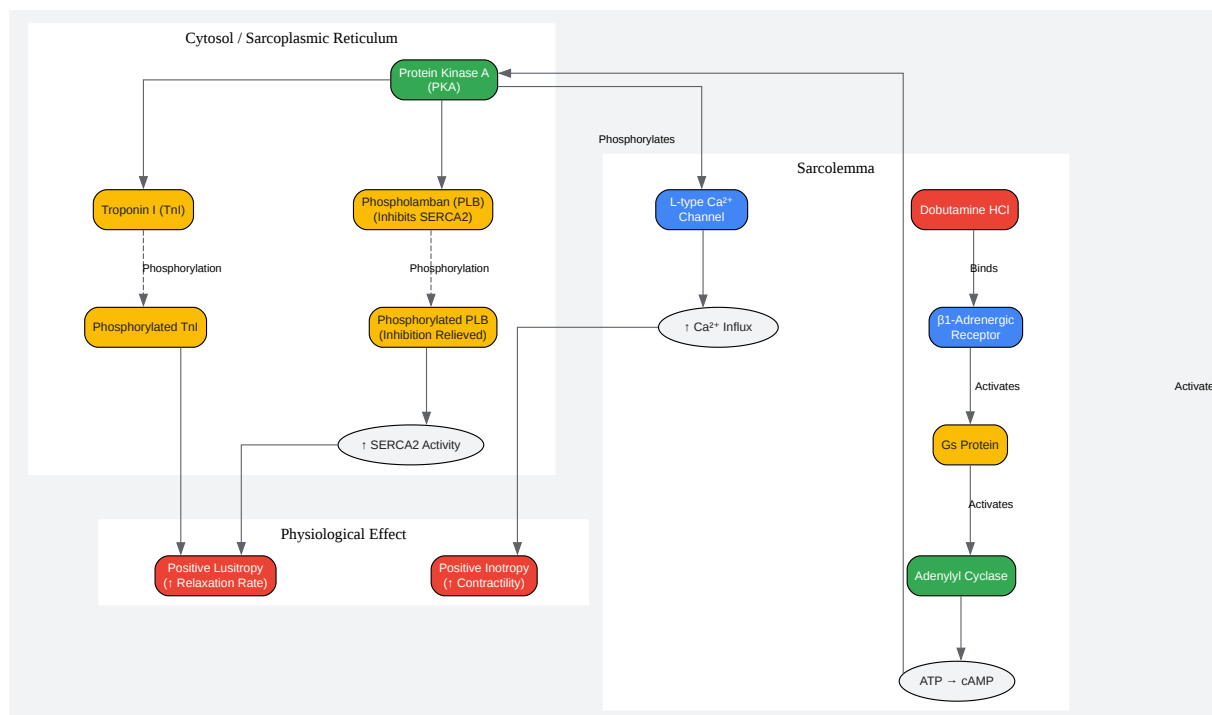 Cytosol / Sarcoplasmic Reticulum
Protein Kinase A
(PKA)
Phosphorylates
Sarcolemma
Troponin I (TnI)
Phospholamban (PLB)
(Inhibits SERCA2)
L-type Ca²⁺
Channel
Dobutamine HCl
Phosphorylation
Phosphorylation
Binds
Phosphorylated TnI
Phosphorylated PLB
(Inhibition Relieved)
↑ Ca²⁺ Influx
β1-Adrenergic
Receptor
Activates
Activate
↑ SERCA2 Activity
Gs Protein
Activates
Physiological Effect
Positive Lusitropy
(↑ Relaxation Rate)
Positive Inotropy
(↑ Contractility)
Adenylyl Cyclase
ATP → cAMP